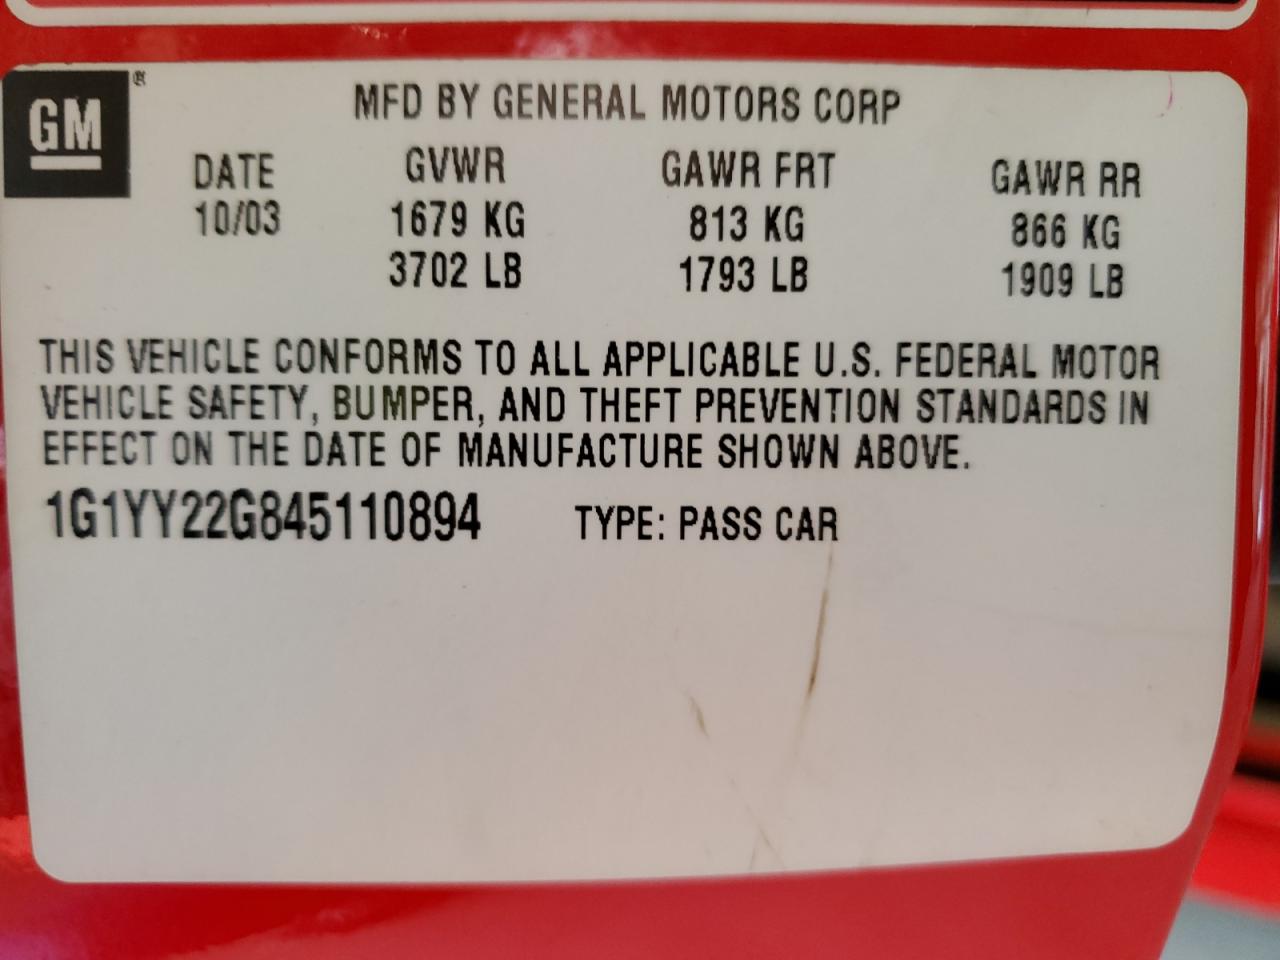 GM®
MFD BY GENERAL MOTORS CORP
DATE GVWR GAWR FRT GAWR RR
10/03 1679 KG 813 KG 866 KG
3702 LB 1793 LB 1909 LB
THIS VEHICLE CONFORMS TO ALL APPLICABLE U.S. FEDERAL MOTOR
VEHICLE SAFETY, BUMPER, AND THEFT PREVENTION STANDARDS IN
EFFECT ON THE DATE OF MANUFACTURE SHOWN ABOVE.
1G1YY22G845110894 TYPE: PASS CAR